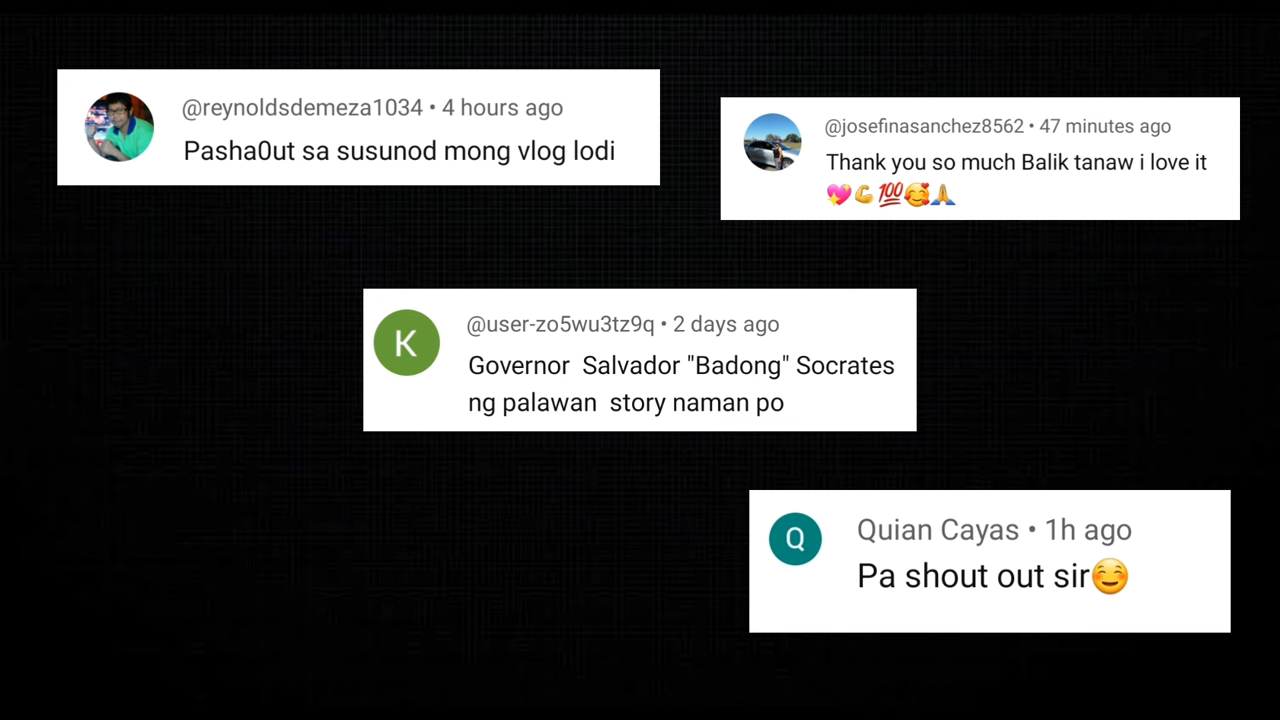 @reynoldsdemeza1034 • 4 hours ago
Pasha0ut sa susunod mong vlog lodi
@josefinasanchez8562 • 47 minutes ago
Thank you so much Balik tanaw i love it
💖💪💯🥰🙏
K
@user-zo5wu3tz9q • 2 days ago
Governor Salvador "Badong" Socrates
ng palawan story naman po
Q
Quian Cayas • 1h ago
Pa shout out sir☺️